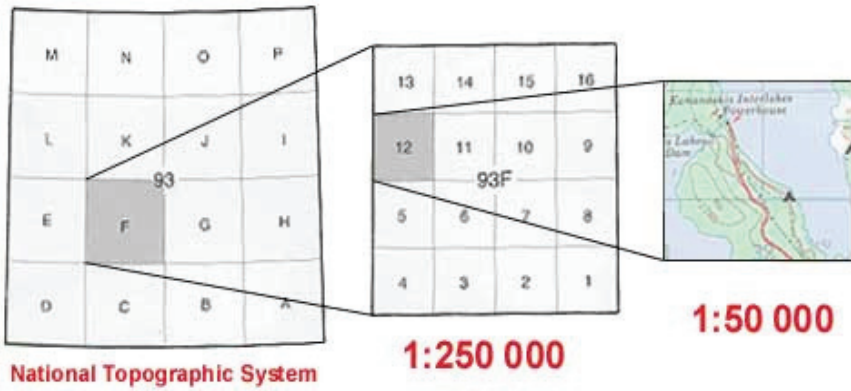 M N O P
L K J I
93
E F G H
D C B A
National Topographic System
13 14 15 16
12 11 10 9
93F
5 6 7 8
4 3 2 1
1:250 000
Kananaskis Interlakes
Powerhouse
Dam
1:50 000